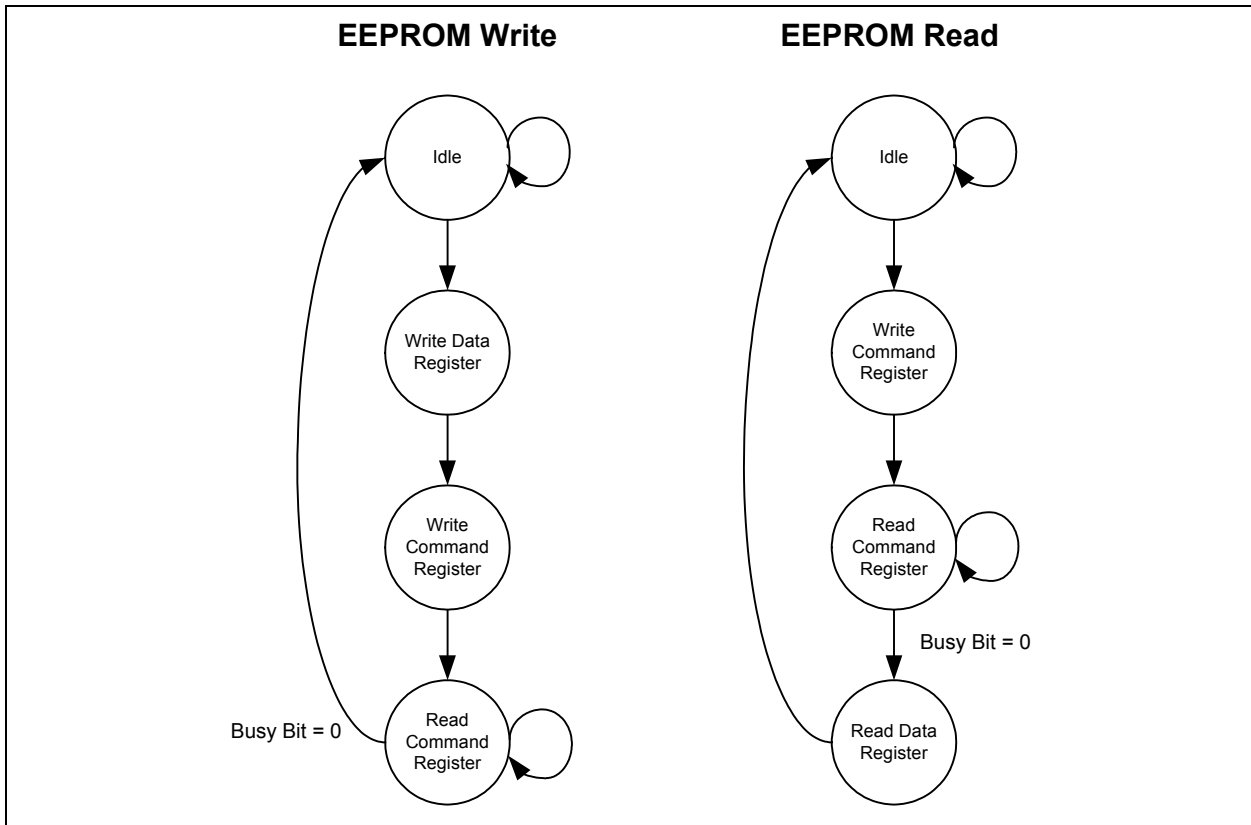 EEPROM Write
Idle
Write Data
Register
Write
Command
Register
Read
Command
Register
Busy Bit = 0
EEPROM Read
Idle
Write
Command
Register
Read
Command
Register
Busy Bit = 0
Read Data
Register